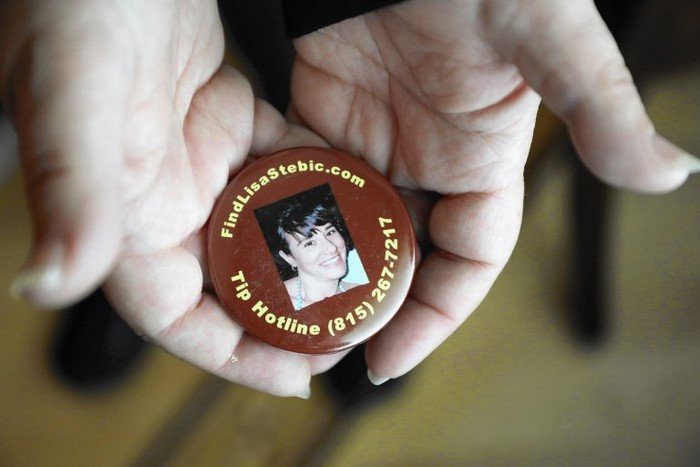 FindLisaStebic.com
Tip Hotline (815) 267-7217